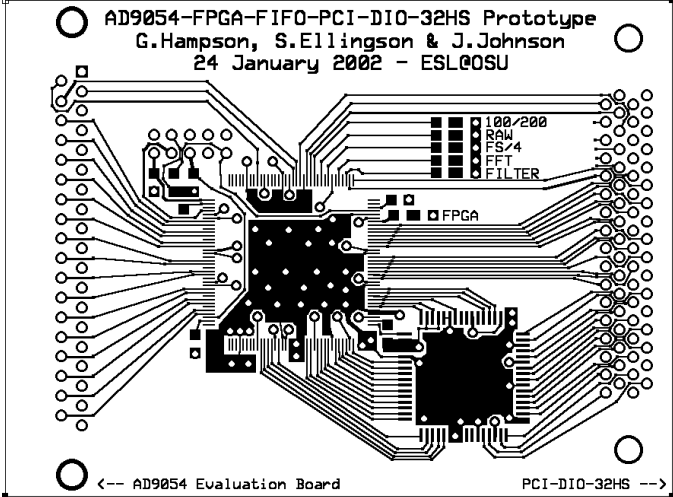 AD9054-FPGA-FIFO-PCI-DIO-32HS Prototype
G.Hampson, S.Ellingson & J.Johnson
24 January 2002 - ESL@OSU
100/200
RAW
FS/4
FFT
FILTER
FPGA
<-- AD9054 Evaluation Board
PCI-DIO-32HS -->